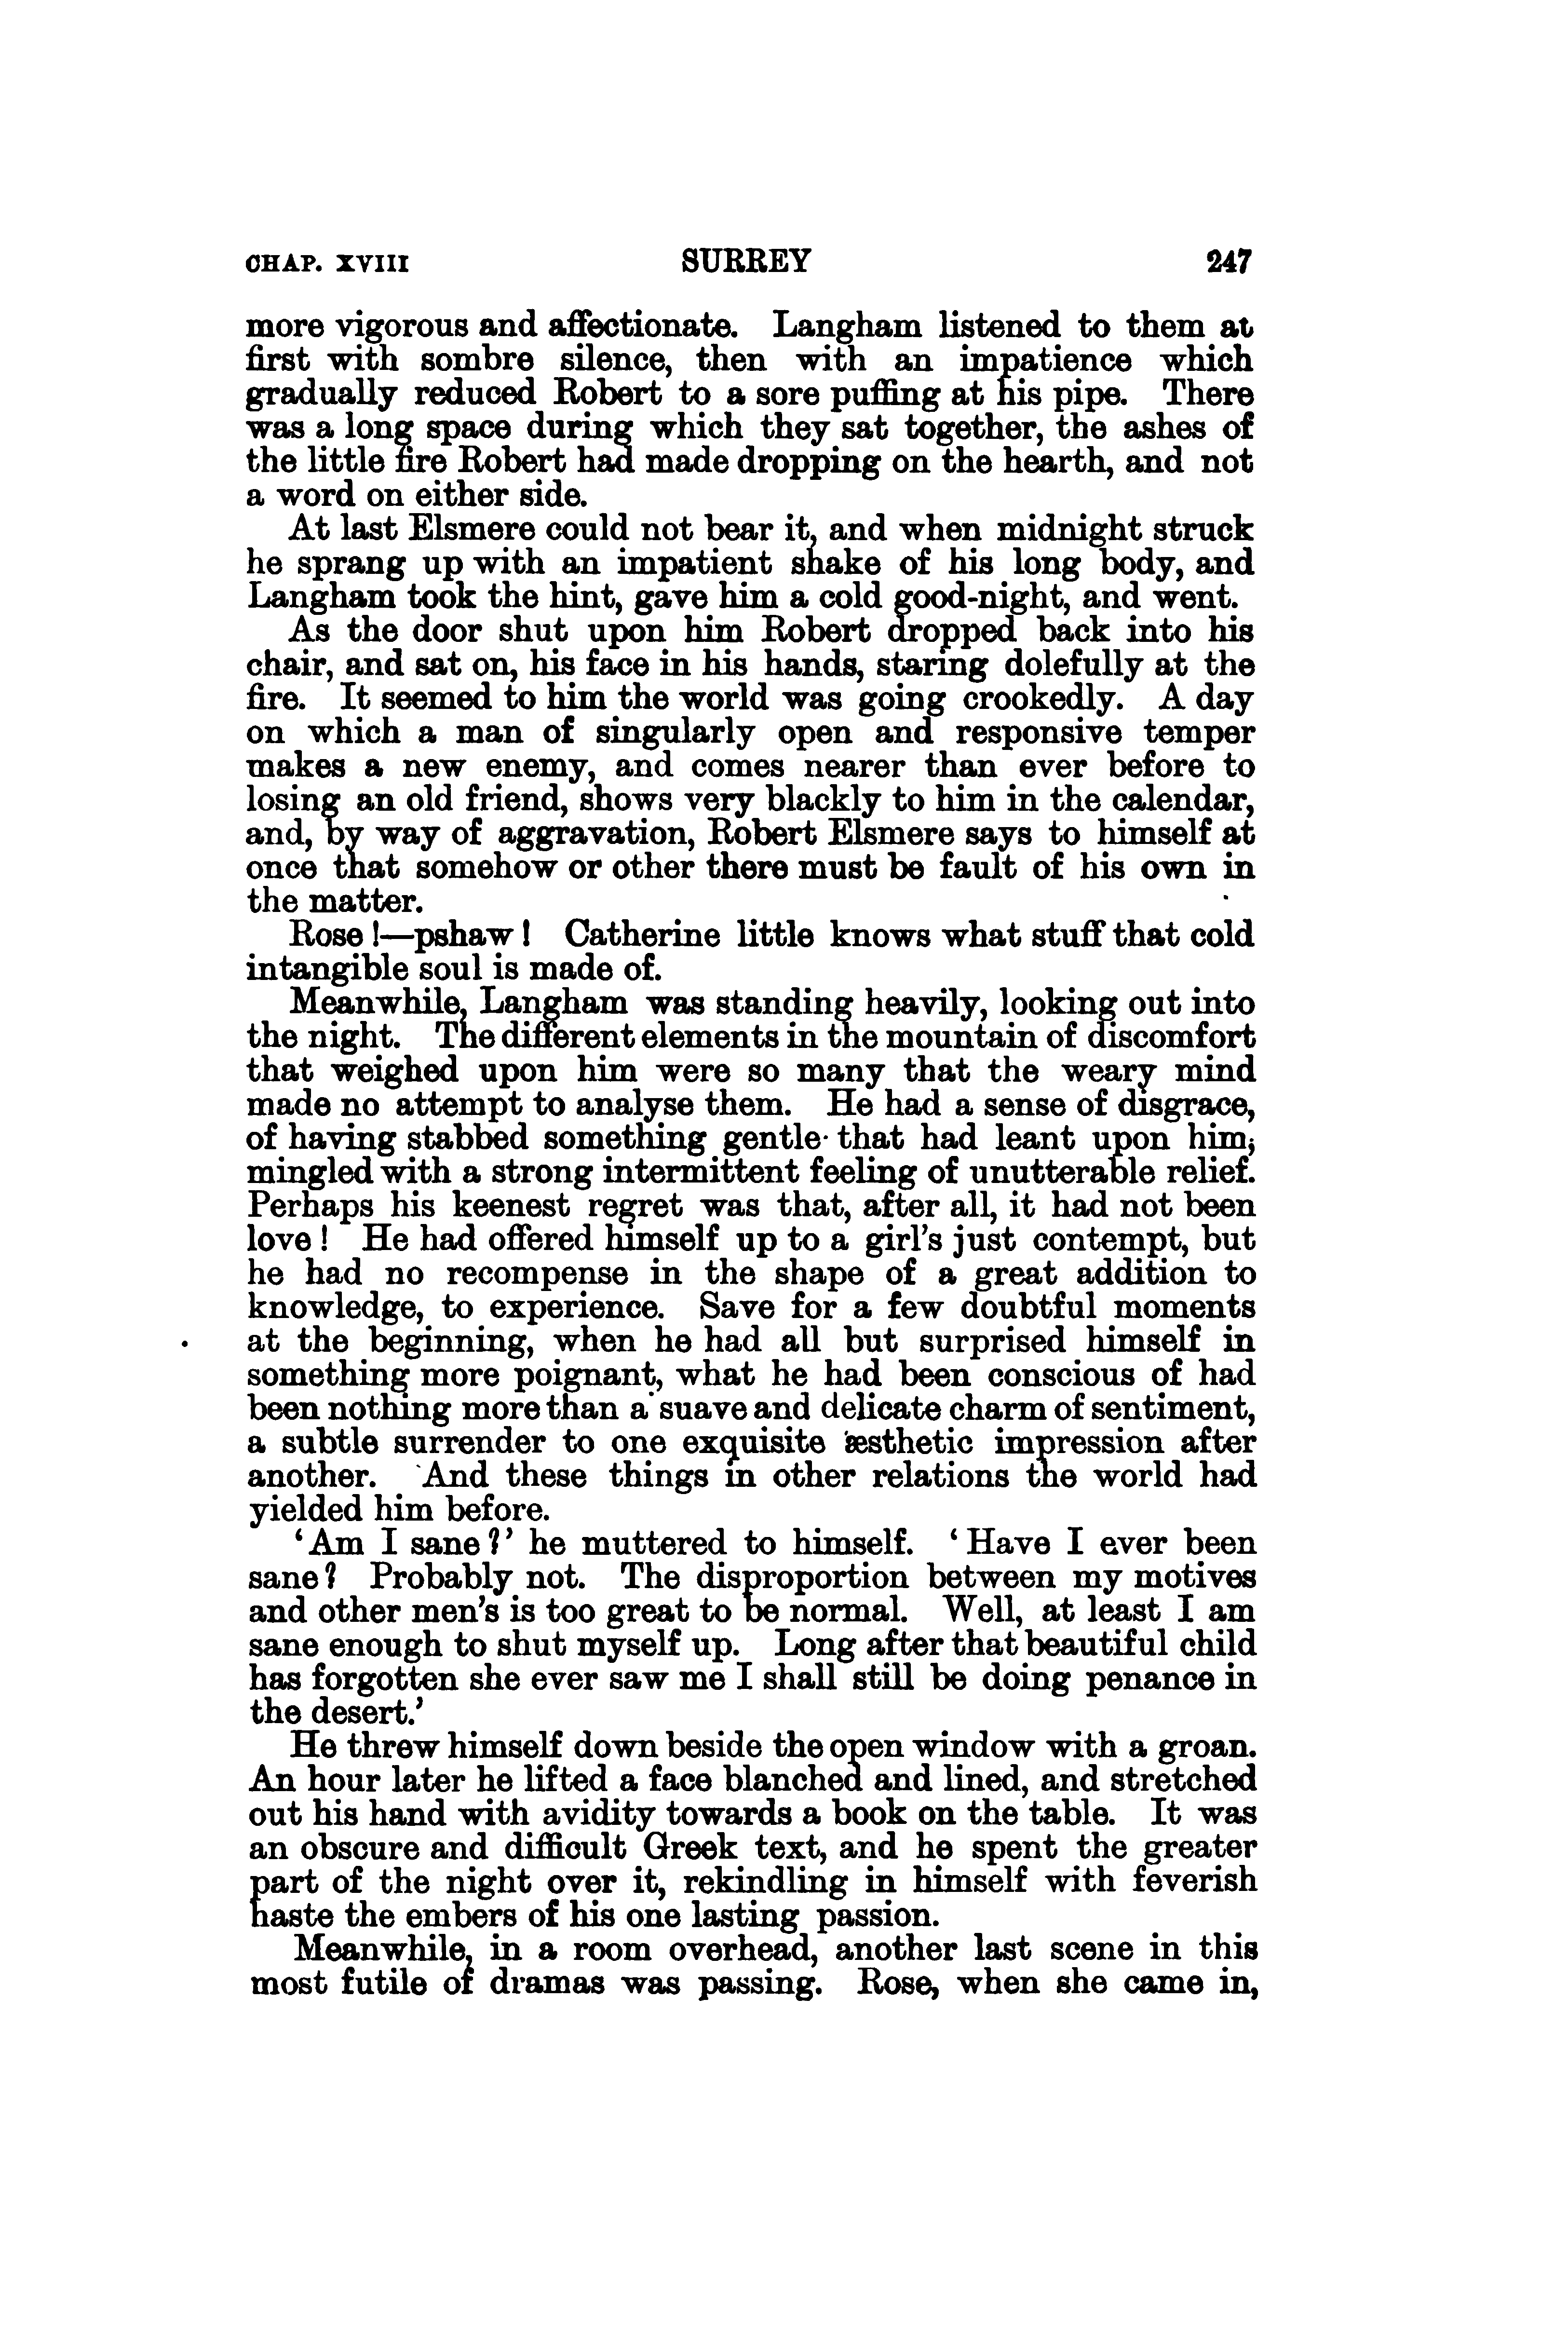 CHAP. XVIII SURREY 247
more vigorous and affectionate. Langham listened to them at
first with sombre silence, then with an impatience which
gradually reduced Robert to a sore puffing at his pipe. There
was a long space during which they sat together, the ashes of
the little fire Robert had made dropping on the hearth, and not
a word on either side.
At last Elsmere could not bear it, and when midnight struck
he sprang up with an impatient shake of his long body, and
Langham took the hint, gave him a cold good-night, and went.
As the door shut upon him Robert dropped back into his
chair, and sat on, his face in his hands, staring dolefully at the
fire. It seemed to him the world was going crookedly. A day
on which a man of singularly open and responsive temper
makes a new enemy, and comes nearer than ever before to
losing an old friend, shows very blackly to him in the calendar,
and, by way of aggravation, Robert Elsmere says to himself at
once that somehow or other there must be fault of his own in
the matter.
Rose!—pshaw! Catherine little knows what stuff that cold
intangible soul is made of.
Meanwhile, Langham was standing heavily, looking out into
the night. The different elements in the mountain of discomfort
that weighed upon him were so many that the weary mind
made no attempt to analyse them. He had a sense of disgrace,
of having stabbed something gentle that had leant upon him,
mingled with a strong intermittent feeling of unutterable relief.
Perhaps his keenest regret was that, after all, it had not been
love! He had offered himself up to a girl's just contempt, but
he had no recompense in the shape of a great addition to
knowledge, to experience. Save for a few doubtful moments
at the beginning, when he had all but surprised himself in
something more poignant, what he had been conscious of had
been nothing more than a suave and delicate charm of sentiment,
a subtle surrender to one exquisite æsthetic impression after
another. And these things in other relations the world had
yielded him before.
'Am I sane?' he muttered to himself. 'Have I ever been
sane? Probably not. The disproportion between my motives
and other men's is too great to be normal. Well, at least I am
sane enough to shut myself up. Long after that beautiful child
has forgotten she ever saw me I shall still be doing penance in
the desert.'
He threw himself down beside the open window with a groan.
An hour later he lifted a face blanched and lined, and stretched
out his hand with avidity towards a book on the table. It was
an obscure and difficult Greek text, and he spent the greater
part of the night over it, rekindling in himself with feverish
haste the embers of his one lasting passion.
Meanwhile, in a room overhead, another last scene in this
most futile of dramas was passing. Rose, when she came in,